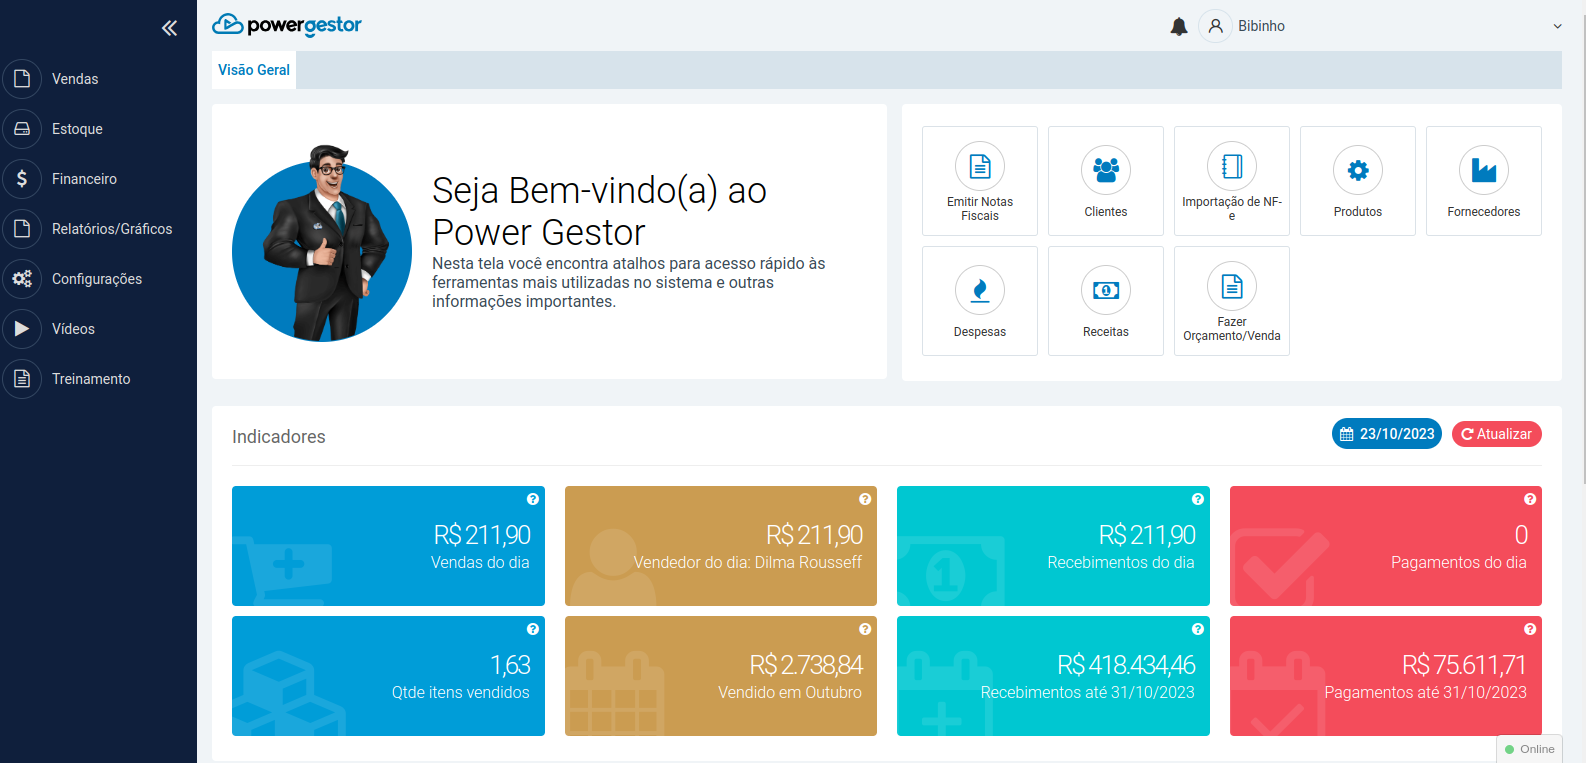 powergestor
Bibinho
Visão Geral
Vendas
Estoque
Financeiro
Relatórios/Gráficos
Configurações
Vídeos
Treinamento
Seja Bem-vindo(a) ao
Power Gestor
Nesta tela você encontra atalhos para acesso rápido às
ferramentas mais utilizadas no sistema e outras
informações importantes.
Emitir Notas
Fiscais
Clientes
Importação de NF-
e
Produtos
Fornecedores
Despesas
Receitas
Fazer
Orçamento/Venda
Indicadores
23/10/2023
Atualizar
R$ 211,90
Vendas do dia
R$ 211,90
Vendedor do dia: Dilma Rousseff
R$ 211,90
Recebimentos do dia
0
Pagamentos do dia
1,63
Qtde itens vendidos
R$ 2.738,84
Vendido em Outubro
R$ 418.434,46
Recebimentos até 31/10/2023
R$ 75.611,71
Pagamentos até 31/10/2023
Online